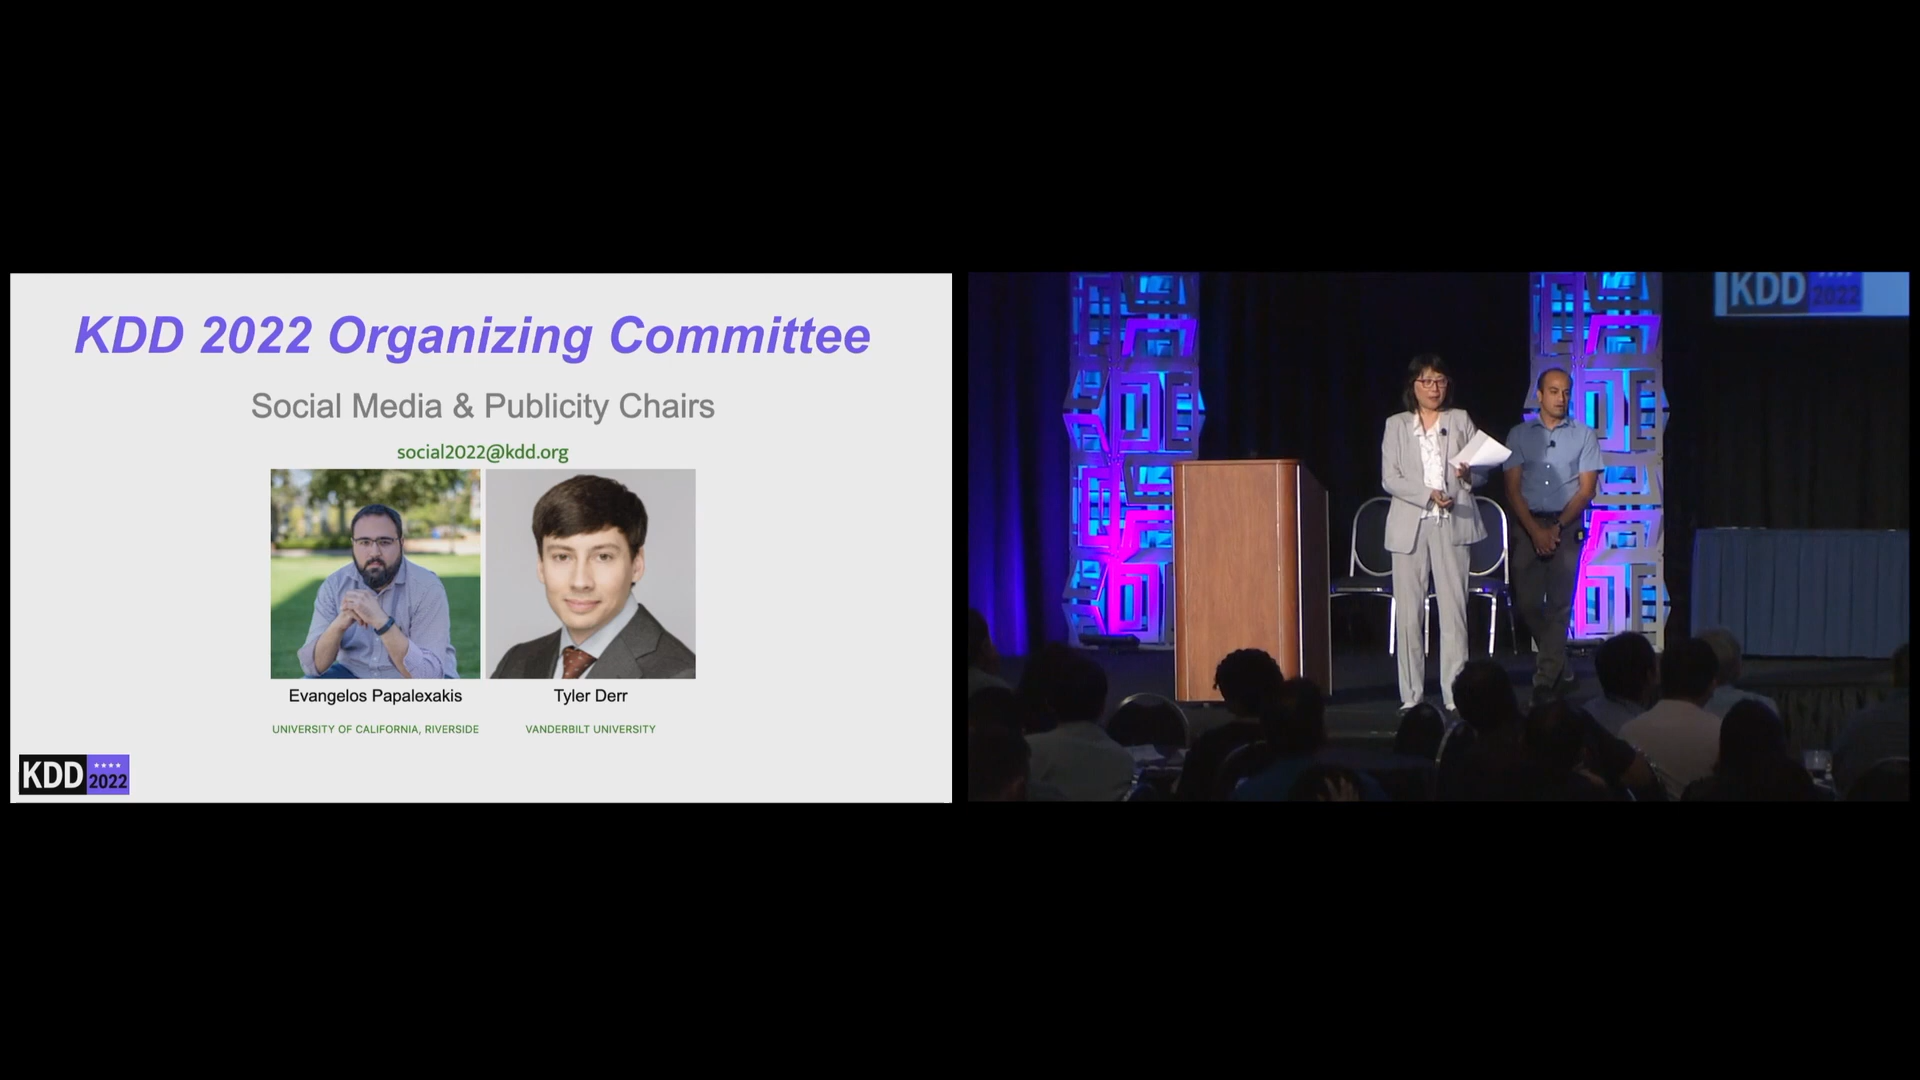 KDD 2022 Organizing Committee
Social Media & Publicity Chairs
social2022@kdd.org
Evangelos Papalexakis
Tyler Derr
UNIVERSITY OF CALIFORNIA, RIVERSIDE
VANDERBILT UNIVERSITY
KDD 2022
KDD 2022